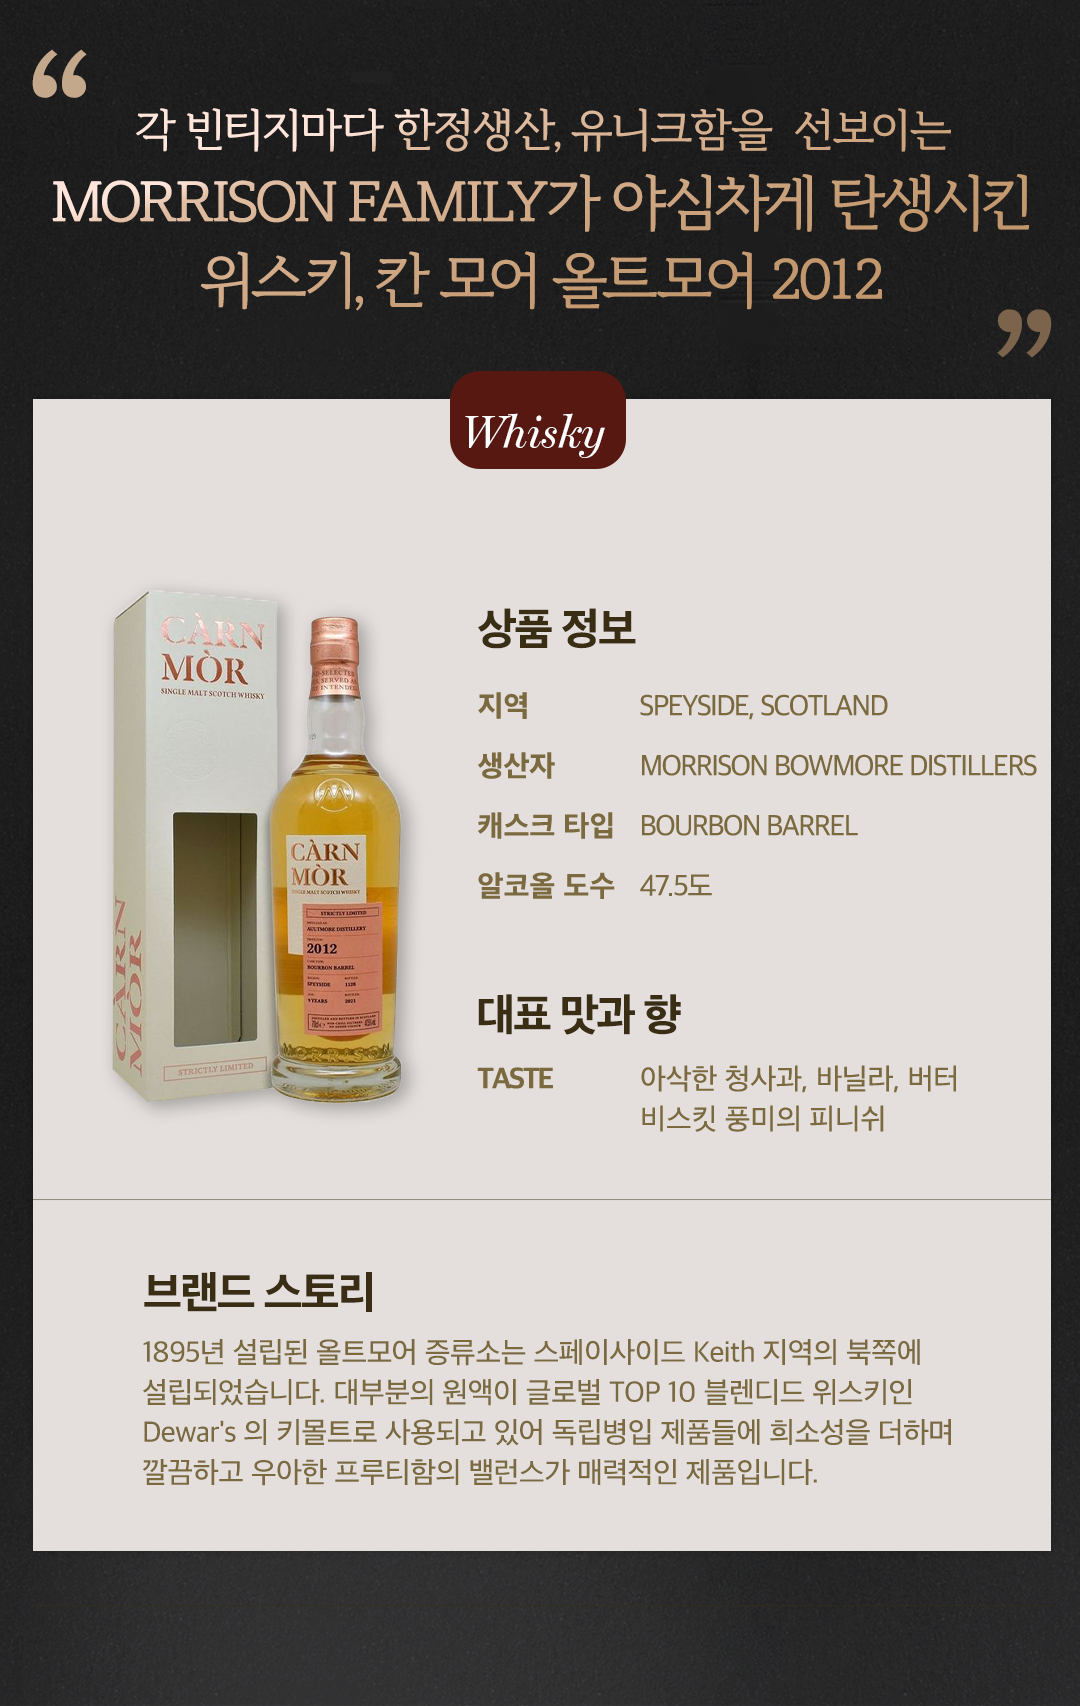 “
각 빈티지마다 한정생산, 유니크함을 선보이는
MORRISON FAMILY가 야심차게 탄생시킨
위스키, 칸 모어 올트모어 2012
”
Whisky
CÀRN
MÒR
SINGLE MALT SCOTCH WHISKY
CÀRN
MÒR
STRICTLY LIMITED
CÀRN
MÒR
SINGLE MALT SCOTCH WHISKY
STRICTLY LIMITED
AULTMORE DISTILLERY
2012
BOURBON BARREL
SPEYSIDE 1128
9 YEARS 2021
MORRISON
상품 정보
지역 SPEYSIDE, SCOTLAND
생산자 MORRISON BOWMORE DISTILLERS
캐스크 타입 BOURBON BARREL
알코올 도수 47.5도
대표 맛과 향
TASTE 아삭한 청사과, 바닐라, 버터
비스킷 풍미의 피니쉬
브랜드 스토리
1895년 설립된 올트모어 증류소는 스페이사이드 Keith 지역의 북쪽에
설립되었습니다. 대부분의 원액이 글로벌 TOP 10 블렌디드 위스키인
Dewar's 의 키몰트로 사용되고 있어 독립병입 제품들에 희소성을 더하며
깔끔하고 우아한 프루티함의 밸런스가 매력적인 제품입니다.